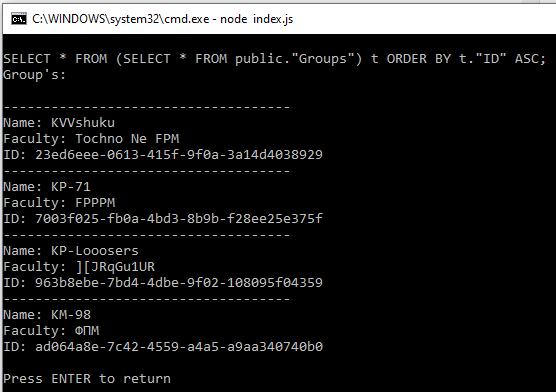 C:\WINDOWS\system32\cmd.exe - node index.js
SELECT * FROM (SELECT * FROM public."Groups") t ORDER BY t."ID" ASC;
Group's:
------------------------------------
Name: KVVshuku
Faculty: Tochno Ne FPM
ID: 23ed6eee-0613-415f-9f0a-3a14d4038929
------------------------------------
Name: KP-71
Faculty: FPPPM
ID: 7003f025-fb0a-4bd3-8b9b-f28ee25e375f
------------------------------------
Name: KP-Looosers
Faculty: ][JRqGu1UR
ID: 963b8ebe-7bd4-4dbe-9f02-108095f04359
------------------------------------
Name: KM-98
Faculty: ФПМ
ID: ad064a8e-7c42-4559-a4a5-a9aa340740b0
Press ENTER to return